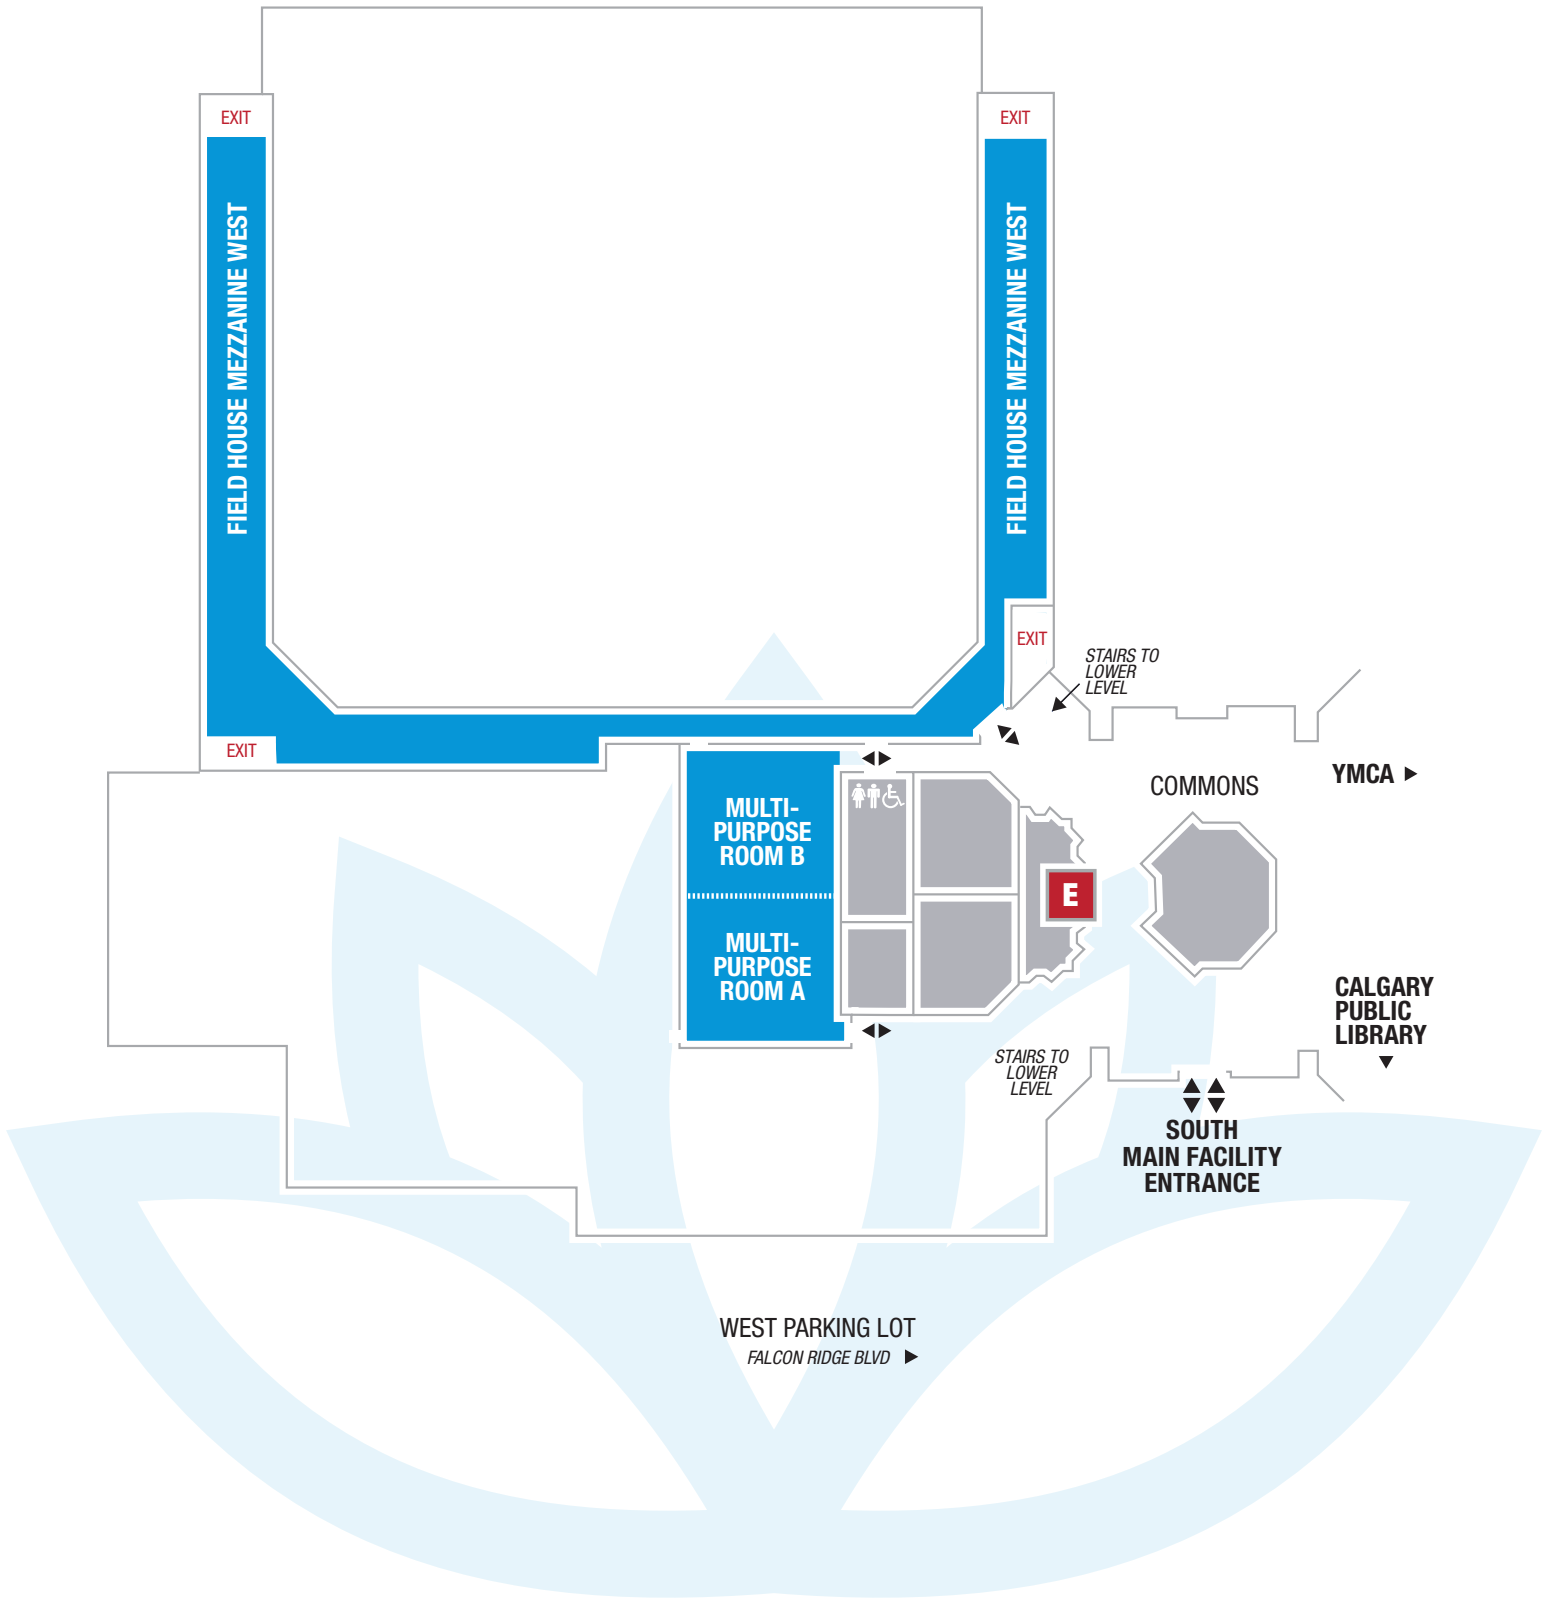 EXIT
EXIT
FIELD HOUSE MEZZANINE WEST
FIELD HOUSE MEZZANINE WEST
EXIT
STAIRS TO
LOWER
LEVEL
EXIT
YMCA
COMMONS
MULTI-
PURPOSE
ROOM B
E
MULTI-
PURPOSE
ROOM A
CALGARY
PUBLIC
LIBRARY
STAIRS TO
LOWER
LEVEL
SOUTH
MAIN FACILITY
ENTRANCE
WEST PARKING LOT
FALCON RIDGE BLVD